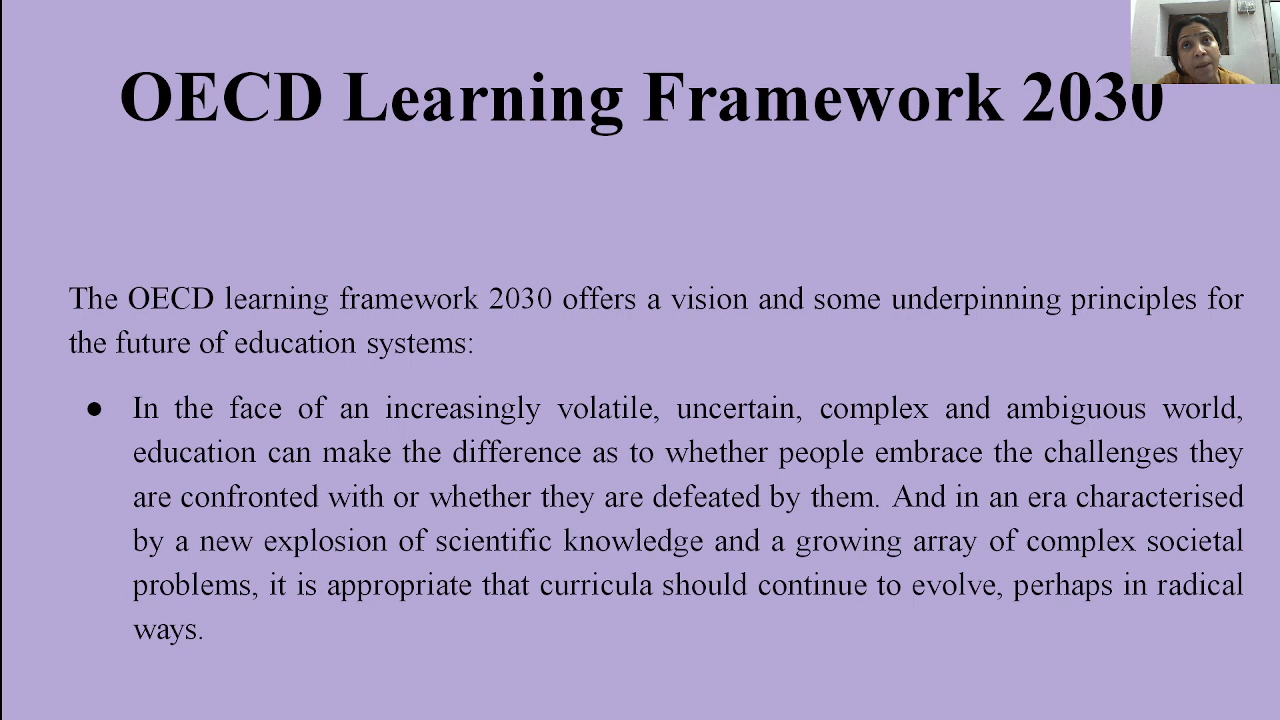 OECD Learning Framework 2030
The OECD learning framework 2030 offers a vision and some underpinning principles for
the future of education systems:
● In the face of an increasingly volatile, uncertain, complex and ambiguous world,
education can make the difference as to whether people embrace the challenges they
are confronted with or whether they are defeated by them. And in an era characterised
by a new explosion of scientific knowledge and a growing array of complex societal
problems, it is appropriate that curricula should continue to evolve, perhaps in radical
ways.